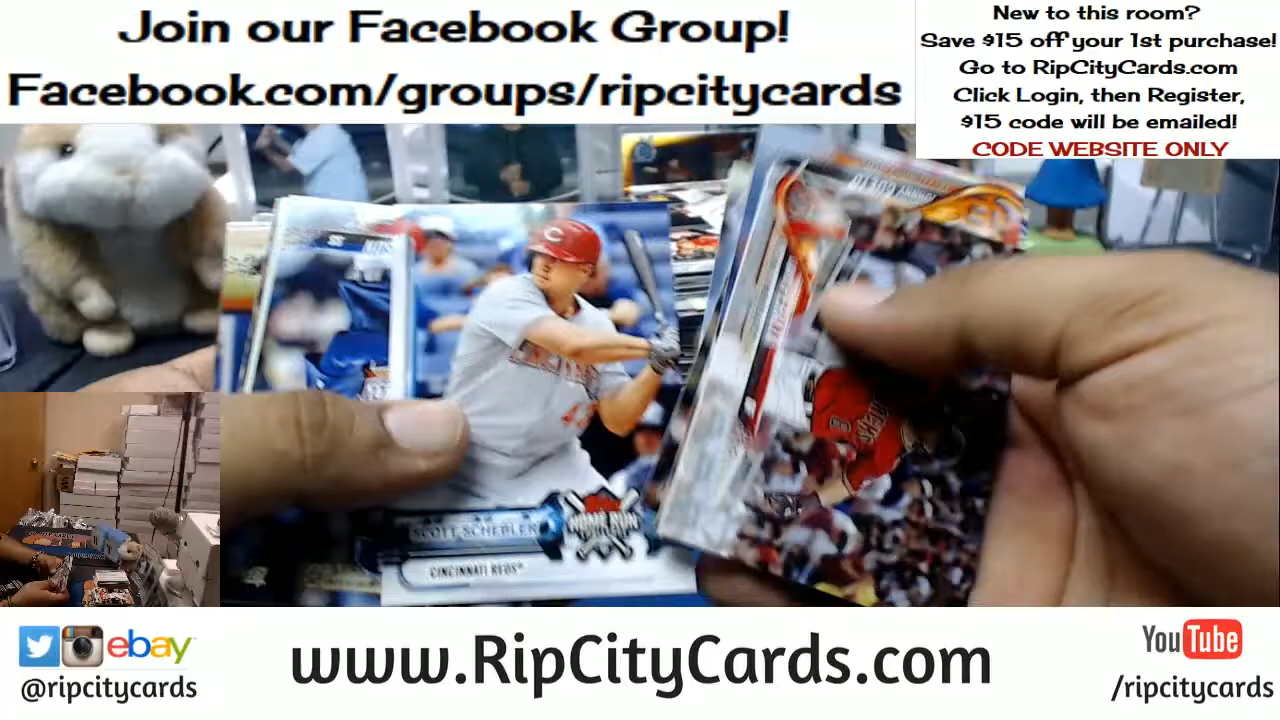 Join our Facebook Group!
Facebook.com/groups/ripcitycards
New to this room?
Save $15 off your 1st purchase!
Go to RipCityCards.com
Click Login, then Register,
$15 code will be emailed!
CODE WEBSITE ONLY
JOHNNY CUETO
SCOTT SCHEBLER
HOME RUN
CINCINNATI REDS
ebay
@ripcitycards
www.RipCityCards.com
YouTube
/ripcitycards